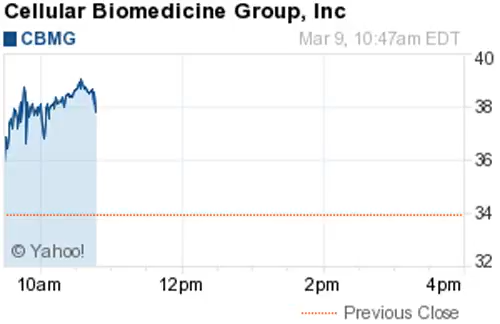 Cellular Biomedicine Group, Inc
CBMG Mar 9, 10:47am EDT
40
38
36
34
32
© Yahoo!
10am 12pm 2pm 4pm
Previous Close